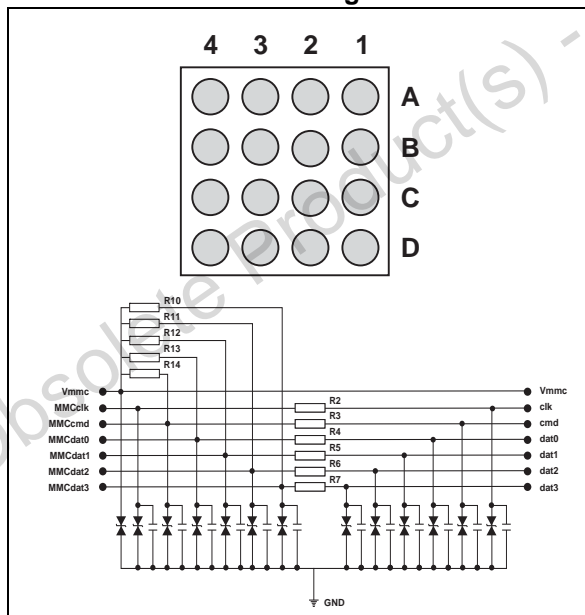 4 3 2 1
A
B
C
D
R10
R11
R12
R13
R14
Vmmc R2 Vmmc
MMCclk R3 clk
MMCcmd R4 cmd
MMCdat0 R5 dat0
MMCdat1 R6 dat1
MMCdat2 R7 dat2
MMCdat3 dat3
GND
Obsolete Product(s) -